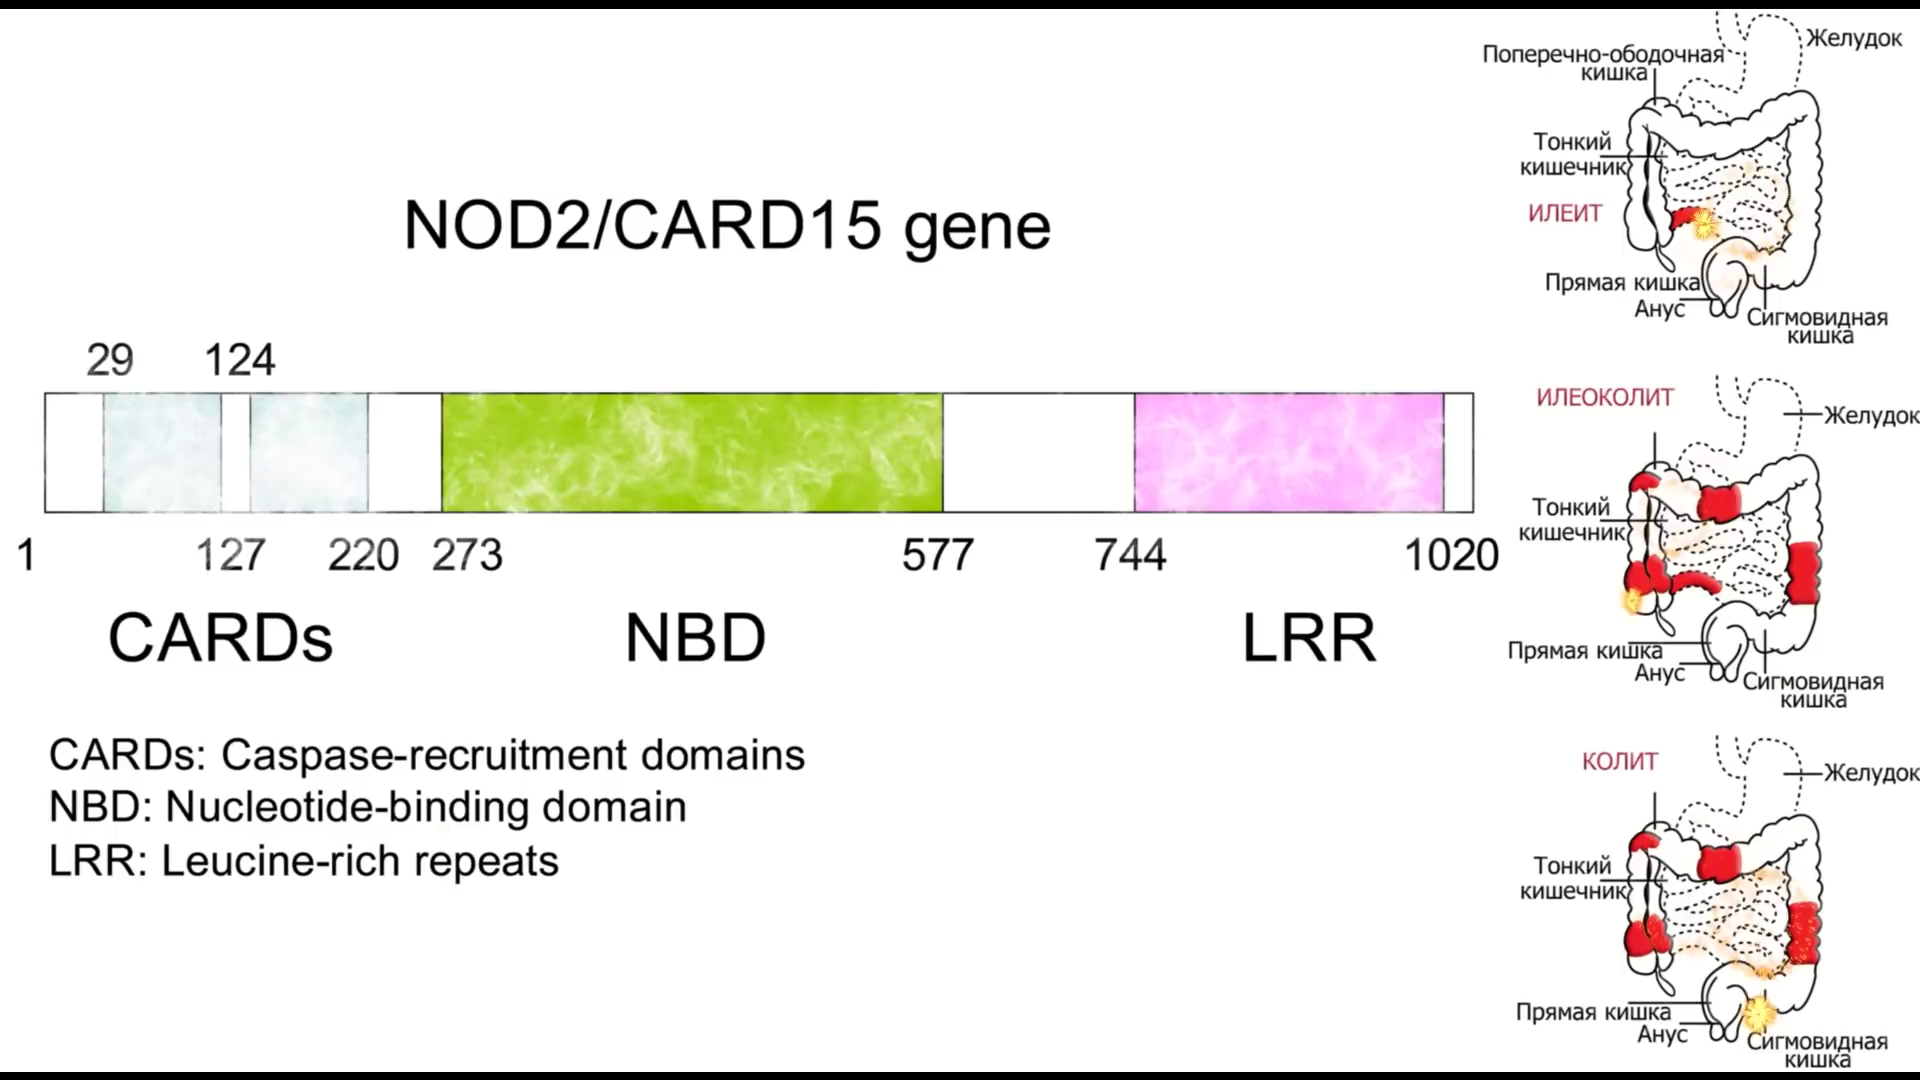 NOD2/CARD15 gene
29 124
1 127 220 273 577 744 1020
CARDs NBD LRR
CARDs: Caspase-recruitment domains
NBD: Nucleotide-binding domain
LRR: Leucine-rich repeats
Желудок
Поперечно-ободочная
кишка
Тонкий
кишечник
ИЛЕИТ
Прямая кишка
Анус
Сигмовидная
кишка
ИЛЕОКОЛИТ
Желудок
Тонкий
кишечник
Прямая кишка
Анус
Сигмовидная
кишка
КОЛИТ
Желудок
Тонкий
кишечник
Прямая кишка
Анус
Сигмовидная
кишка